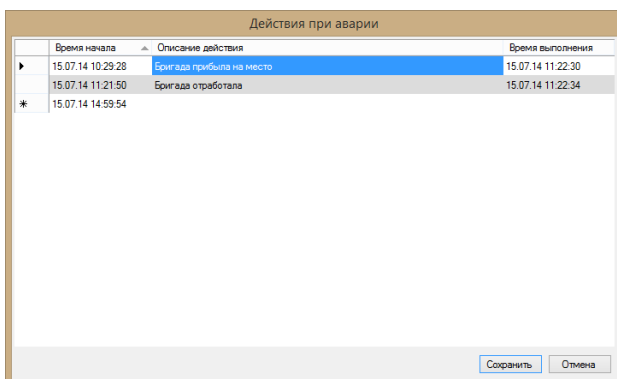 Действия при аварии
Время начала Описание действия Время выполнения
15.07.14 10:29:28 Бригада прибыла на место 15.07.14 11:22:30
15.07.14 11:21:50 Бригада отработала 15.07.14 11:22:34
15.07.14 14:59:54
Сохранить Отмена